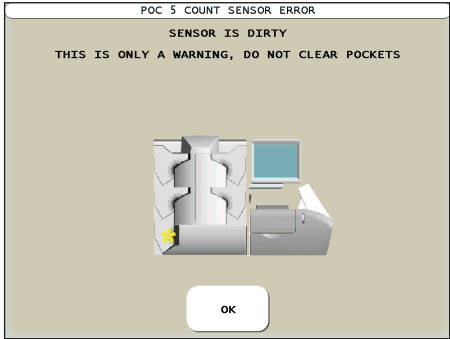 POC 5 COUNT SENSOR ERROR
SENSOR IS DIRTY
THIS IS ONLY A WARNING, DO NOT CLEAR POCKETS
OK